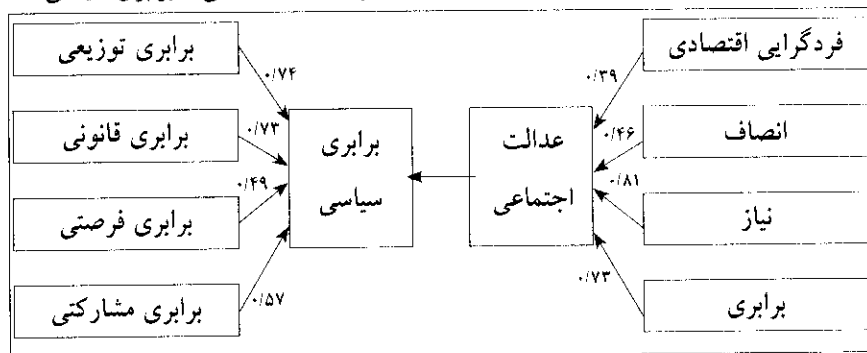 فردگرایی اقتصادی
۰/۳۹
انصاف
۰/۴۶
نیاز
۰/۸۱
برابری
۰/۷۳
عدالت
اجتماعی
برابری
سیاسی
برابری توزیعی
۰/۷۴
برابری قانونی
۰/۷۳
برابری فرصتی
۰/۴۹
برابری مشارکتی
۰/۵۷